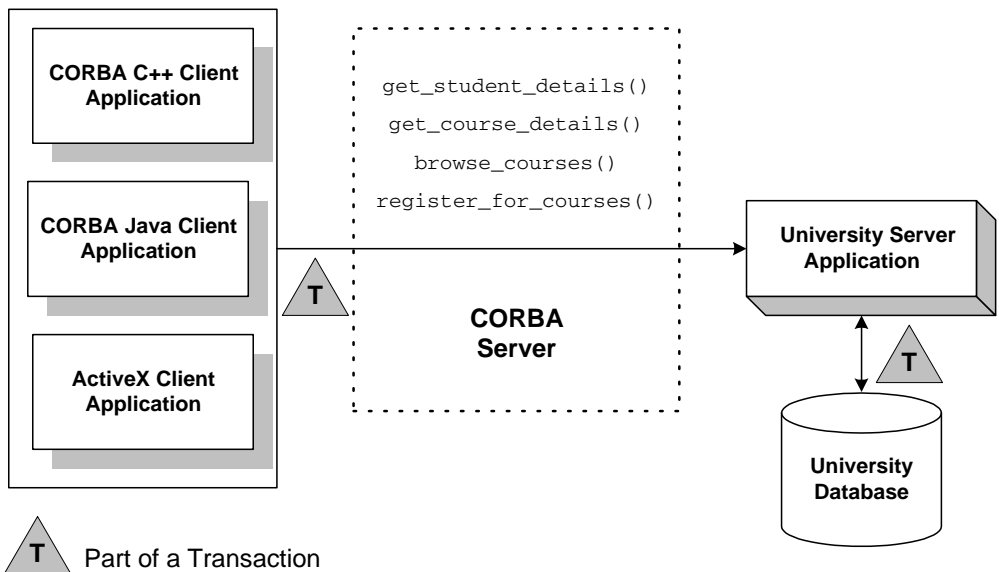 CORBA C++ Client
Application
CORBA Java Client
Application
ActiveX Client
Application
T
get_student_details()
get_course_details()
browse_courses()
register_for_courses()
CORBA
Server
University Server
Application
T
University
Database
T
Part of a Transaction